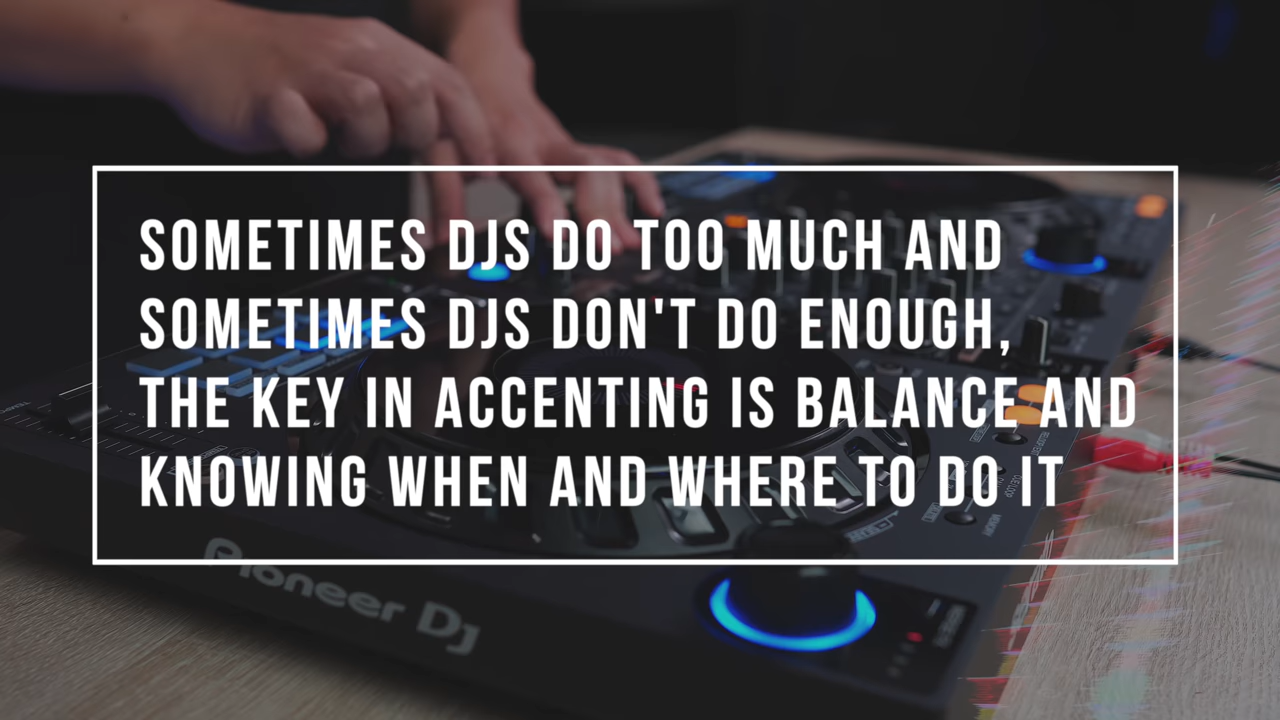 SOMETIMES DJS DO TOO MUCH AND
SOMETIMES DJS DON'T DO ENOUGH,
THE KEY IN ACCENTING IS BALANCE AND
KNOWING WHEN AND WHERE TO DO IT
Pioneer Dj